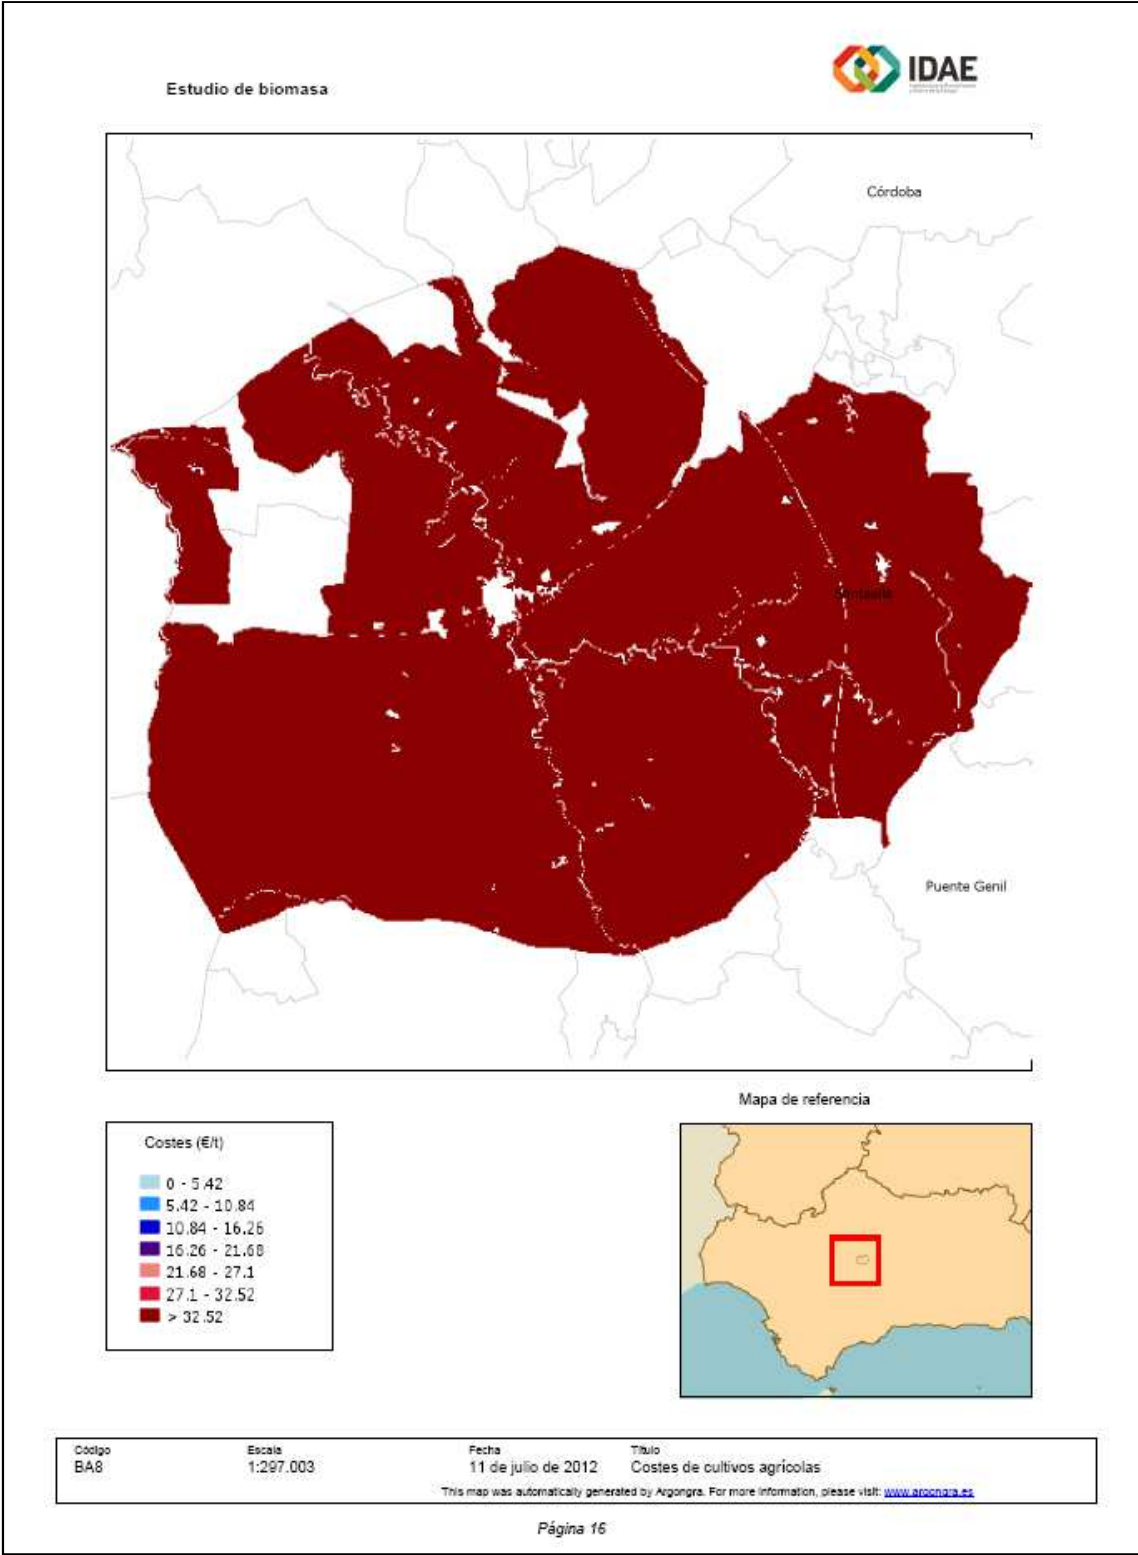 Estudio de biomasa
IDAE
Córdoba
Santaella
Puente Genil
Mapa de referencia
Costes (€/t)
0 - 5.42
5.42 - 10.84
10.84 - 16.26
16.26 - 21.68
21.68 - 27.1
27.1 - 32.52
> 32.52
Código Escala Fecha Título
BA8 1:297.003 11 de julio de 2012 Costes de cultivos agrícolas
This map was automatically generated by Argongra. For more information, please visit: www.argongra.es
Página 16